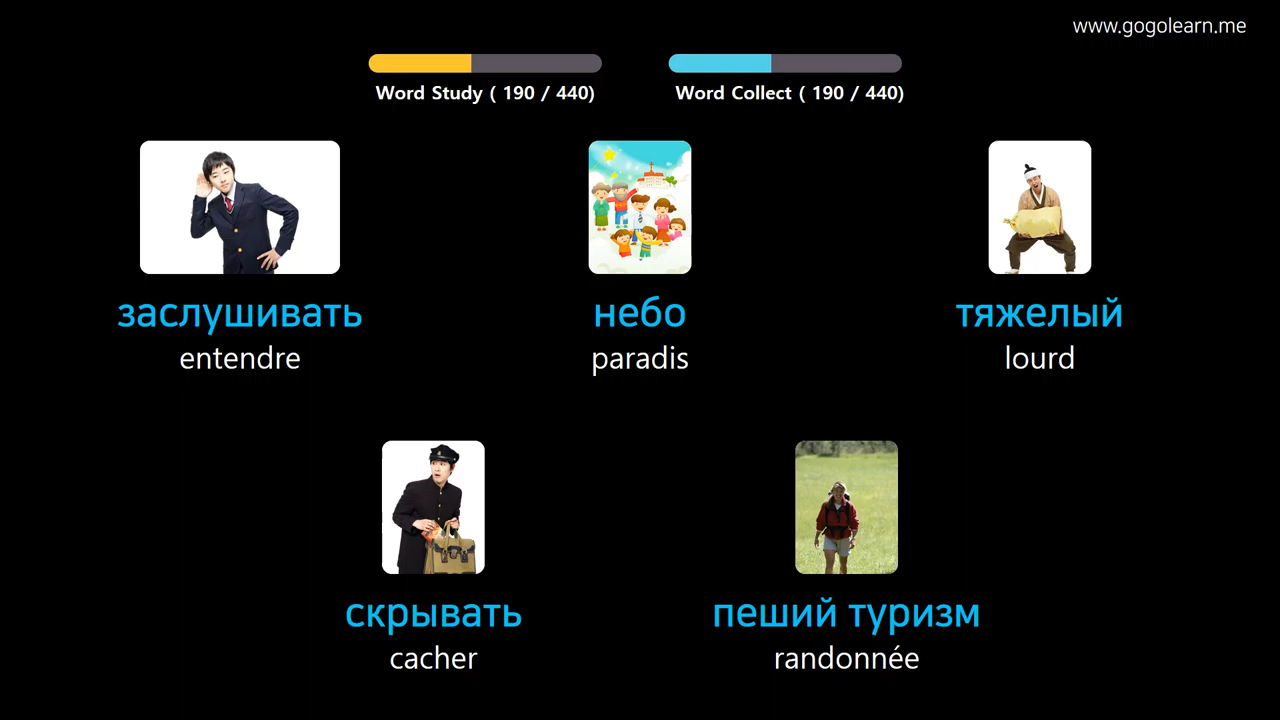 www.gogolearn.me
Word Study ( 190 / 440)
Word Collect ( 190 / 440)
заслушивать
entendre
небо
paradis
тяжелый
lourd
скрывать
cacher
пеший туризм
randonnée